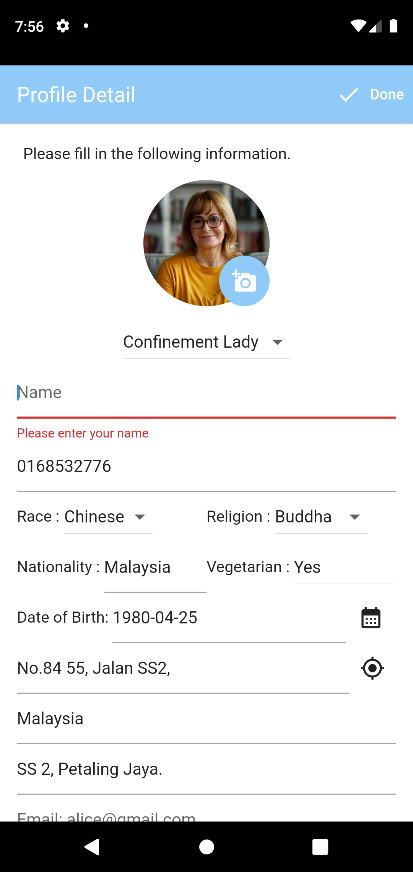 7:56
Profile Detail
Done
Please fill in the following information.
Confinement Lady
Name
Please enter your name
0168532776
Race : Chinese Religion : Buddha
Nationality : Malaysia Vegetarian : Yes
Date of Birth: 1980-04-25
No.84 55, Jalan SS2,
Malaysia
SS 2, Petaling Jaya.
Email: alice@gmail.com